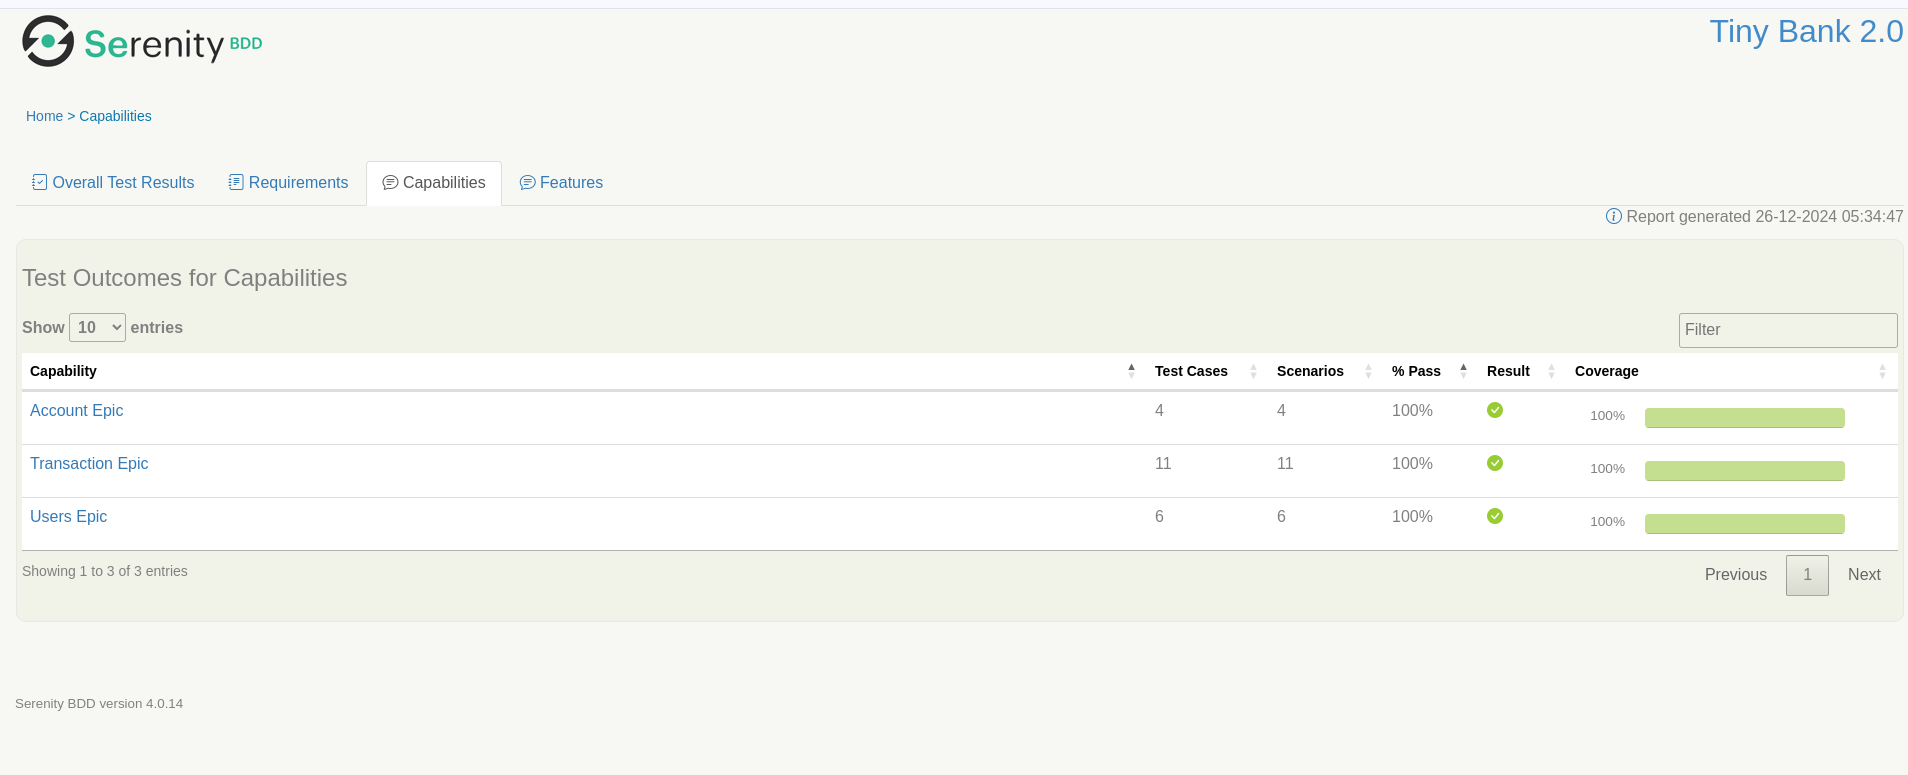 Serenity BDD
Tiny Bank 2.0
Home > Capabilities
Overall Test Results Requirements Capabilities Features
Report generated 26-12-2024 05:34:47
Test Outcomes for Capabilities
Show 10 entries Filter
Capability Test Cases Scenarios % Pass Result Coverage
Account Epic 4 4 100% 100%
Transaction Epic 11 11 100% 100%
Users Epic 6 6 100% 100%
Showing 1 to 3 of 3 entries Previous 1 Next
Serenity BDD version 4.0.14